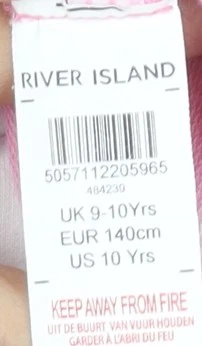 RIVER ISLAND
5057112205965
484230
UK 9-10Yrs
EUR 140cm
US 10 Yrs
KEEP AWAY FROM FIRE
UIT DE BUURT VAN VUUR HOUDEN
GARDER À L'ABRI DU FEU